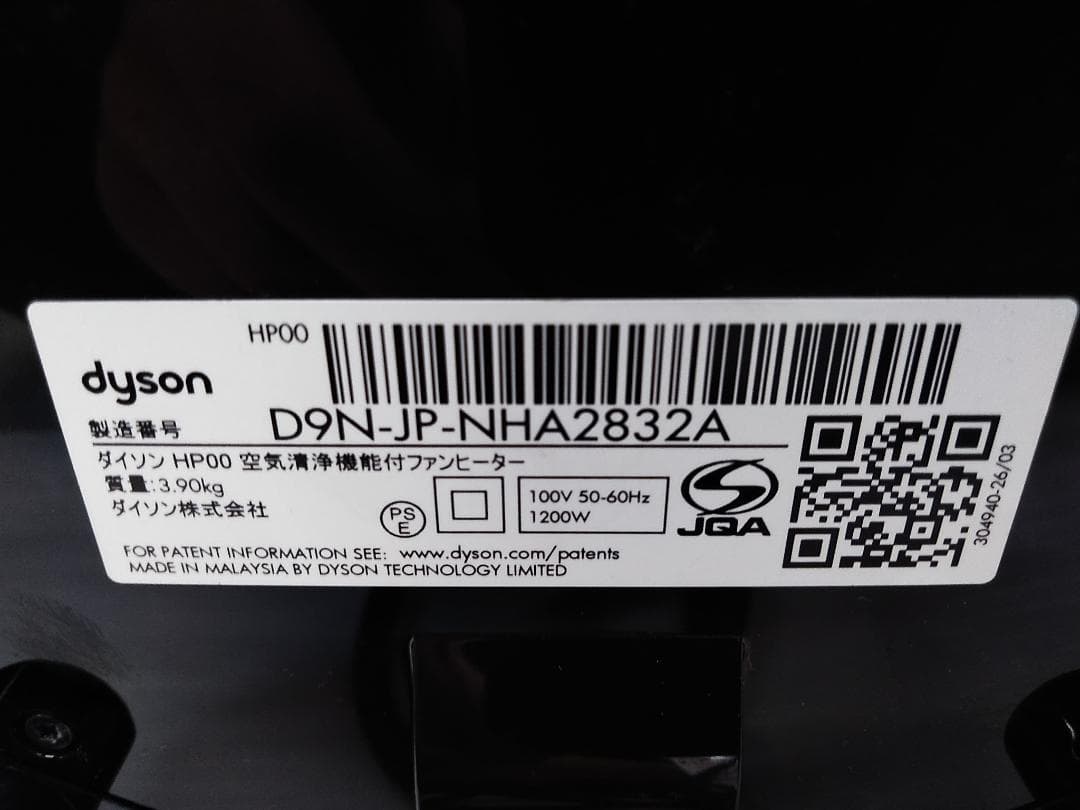 HP00
dyson
製造番号 D9N-JP-NHA2832A
ダイソン HP00 空気清浄機能付ファンヒーター
質量:3.90kg
ダイソン株式会社
PS
E
100V 50-60Hz
1200W
JQA
304940-26/03
FOR PATENT INFORMATION SEE: www.dyson.com/patents
MADE IN MALAYSIA BY DYSON TECHNOLOGY LIMITED